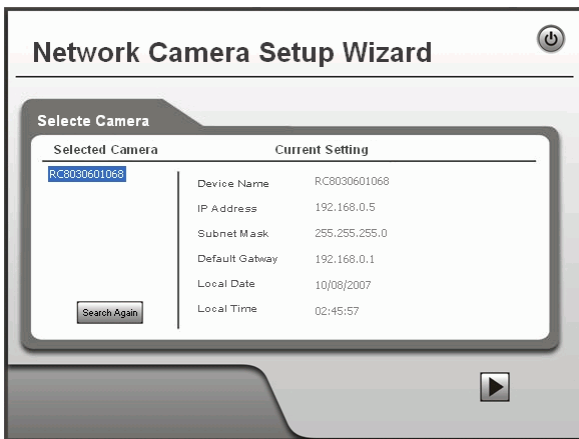 Network Camera Setup Wizard
Selecte Camera
Selected Camera
Current Setting
RC8030601068
Device Name RC8030601068
IP Address 192.168.0.5
Subnet Mask 255.255.255.0
Default Gatway 192.168.0.1
Local Date 10/08/2007
Local Time 02:45:57
Search Again